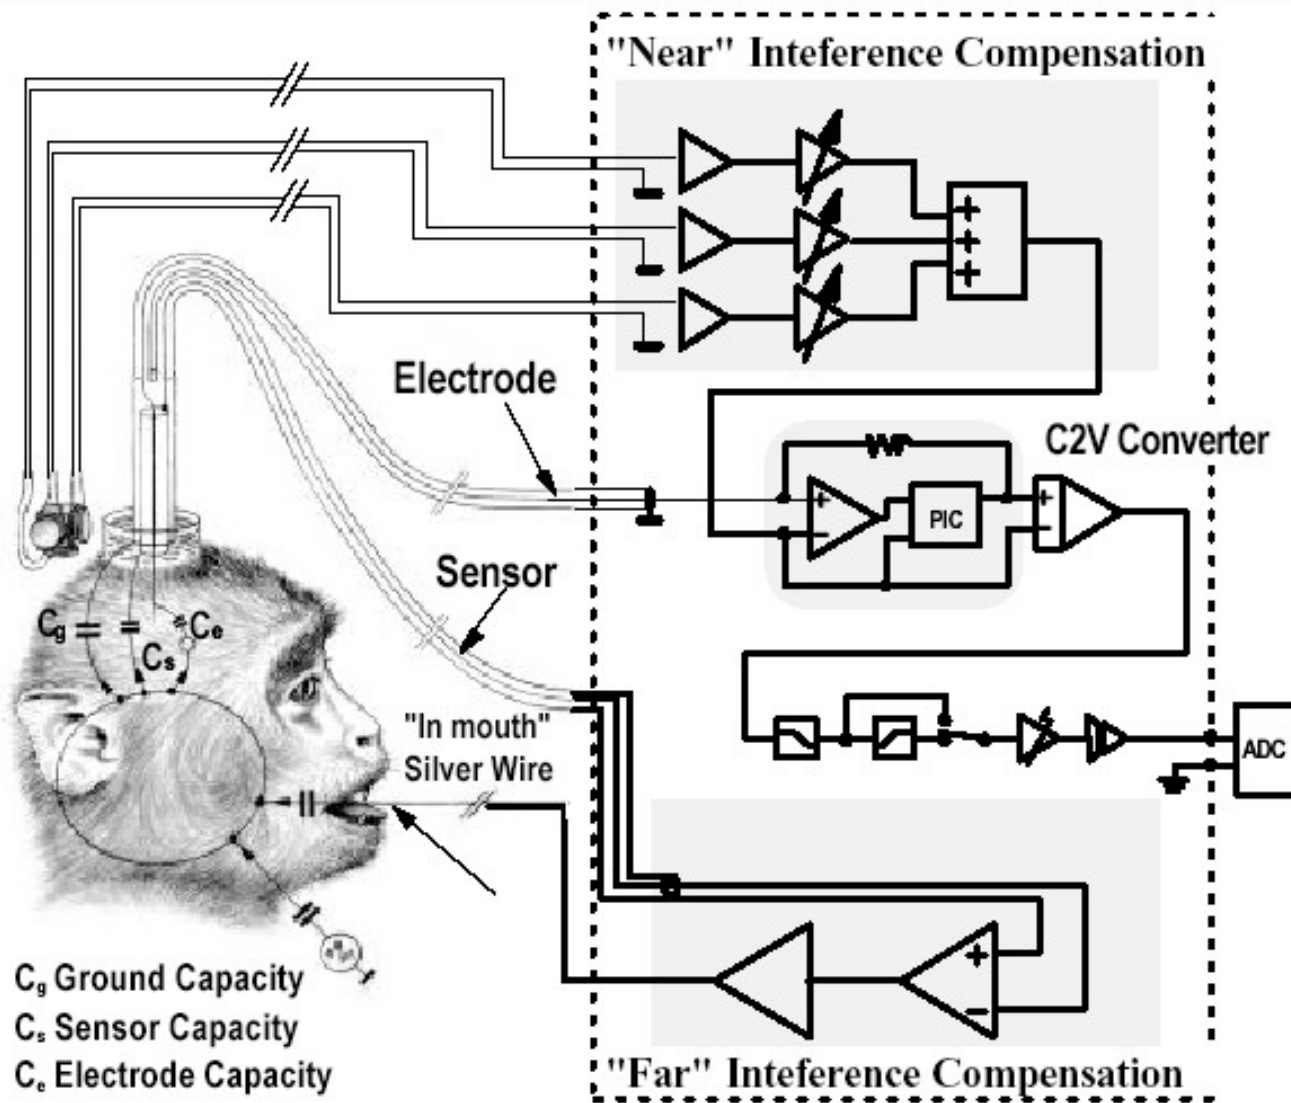 "Near" Inteference Compensation
+
+
+
Electrode
C2V Converter
+
−
PIC
+
−
Sensor
Cg
Cs
Ce
"In mouth"
Silver Wire
ADC
+
−
Cg Ground Capacity
Cs Sensor Capacity
Ce Electrode Capacity
"Far" Inteference Compensation